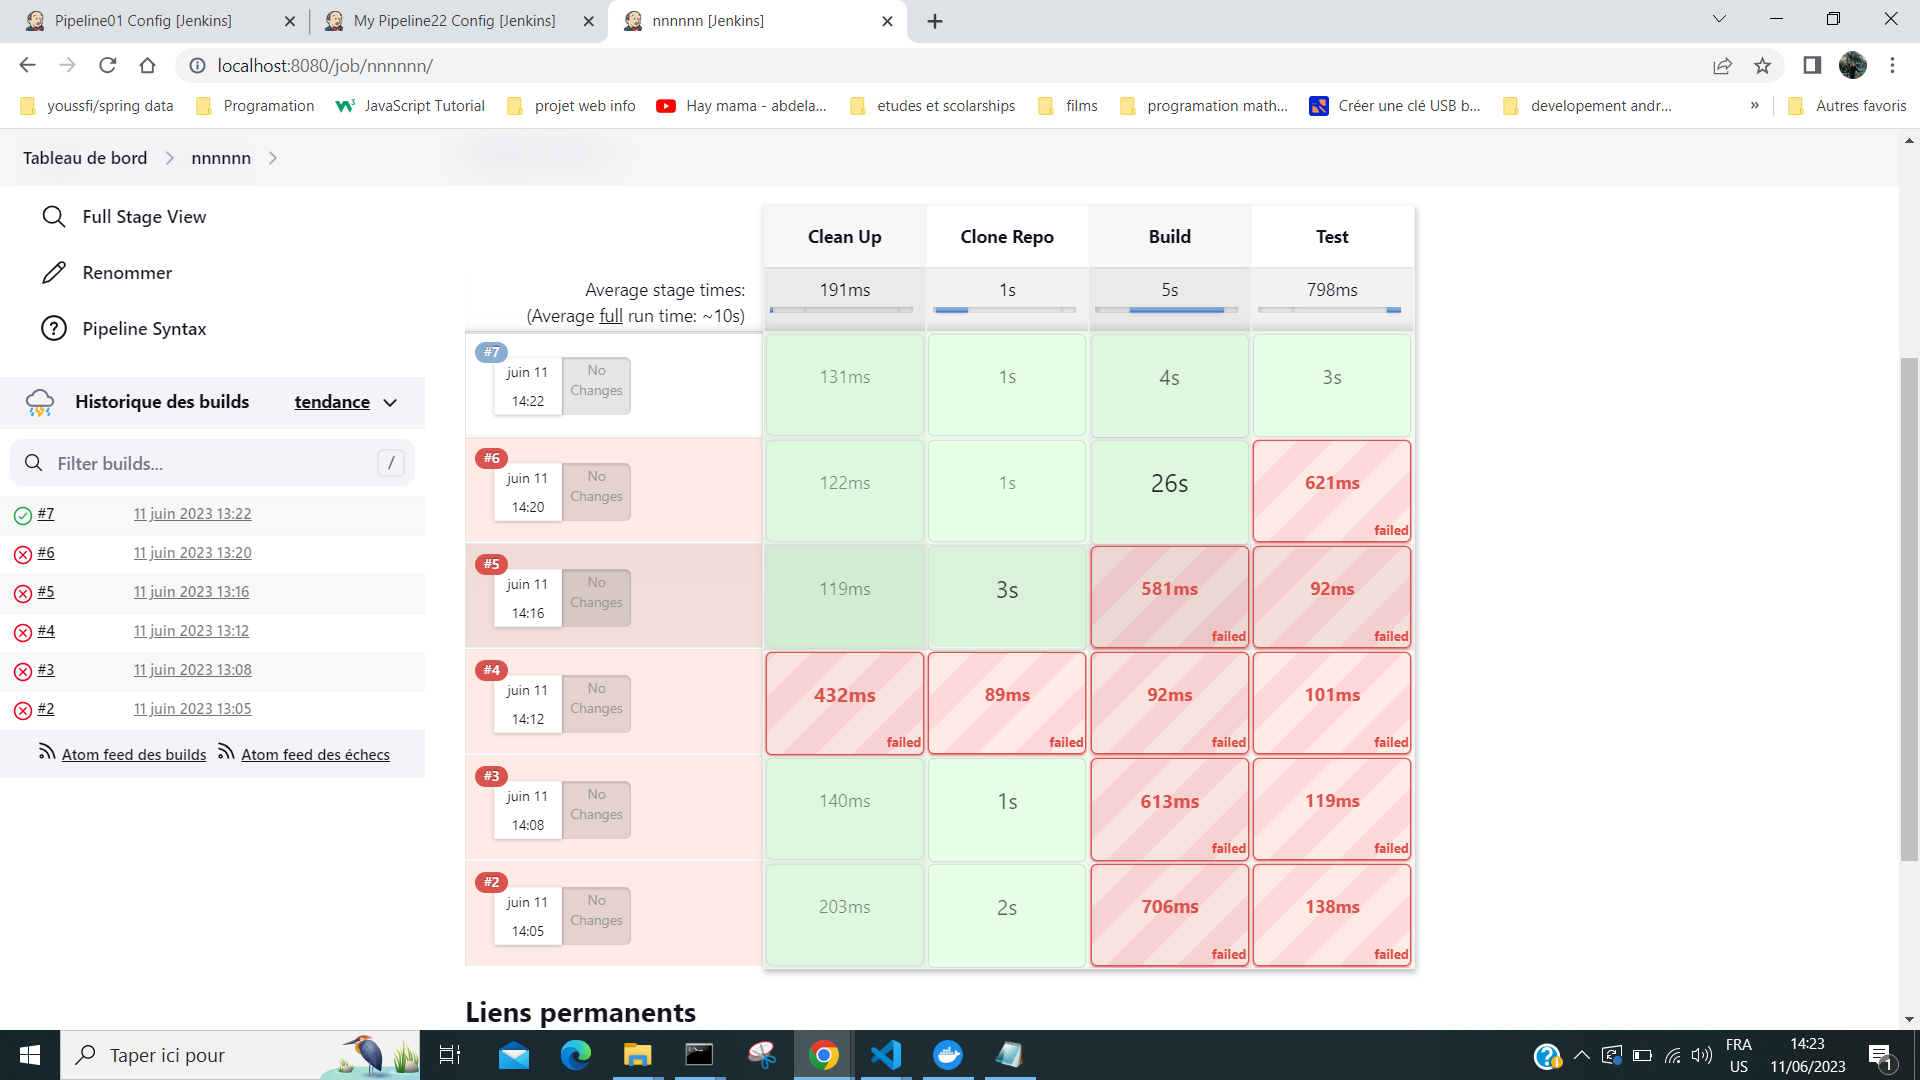 Pipeline01 Config [Jenkins]
My Pipeline22 Config [Jenkins]
nnnnnn [Jenkins]
localhost:8080/job/nnnnnn/
youssfi/spring data
Programation
JavaScript Tutorial
projet web info
Hay mama - abdela...
etudes et scolarships
films
programation math...
Créer une clé USB b...
developement andr...
»
Autres favoris
Tableau de bord
nnnnnn
Full Stage View
Renommer
Pipeline Syntax
Historique des builds
tendance
Filter builds...
/
#7 11 juin 2023 13:22
#6 11 juin 2023 13:20
#5 11 juin 2023 13:16
#4 11 juin 2023 13:12
#3 11 juin 2023 13:08
#2 11 juin 2023 13:05
Atom feed des builds
Atom feed des échecs
Clean Up Clone Repo Build Test
Average stage times:
(Average full run time: ~10s)
191ms 1s 5s 798ms
#7
juin 11
14:22
No
Changes
131ms 1s 4s 3s
#6
juin 11
14:20
No
Changes
122ms 1s 26s 621ms
failed
#5
juin 11
14:16
No
Changes
119ms 3s 581ms 92ms
failed failed
#4
juin 11
14:12
No
Changes
432ms 89ms 92ms 101ms
failed failed failed failed
#3
juin 11
14:08
No
Changes
140ms 1s 613ms 119ms
failed failed
#2
juin 11
14:05
No
Changes
203ms 2s 706ms 138ms
failed failed
Liens permanents
Taper ici pour
FRA
US
14:23
11/06/2023
1